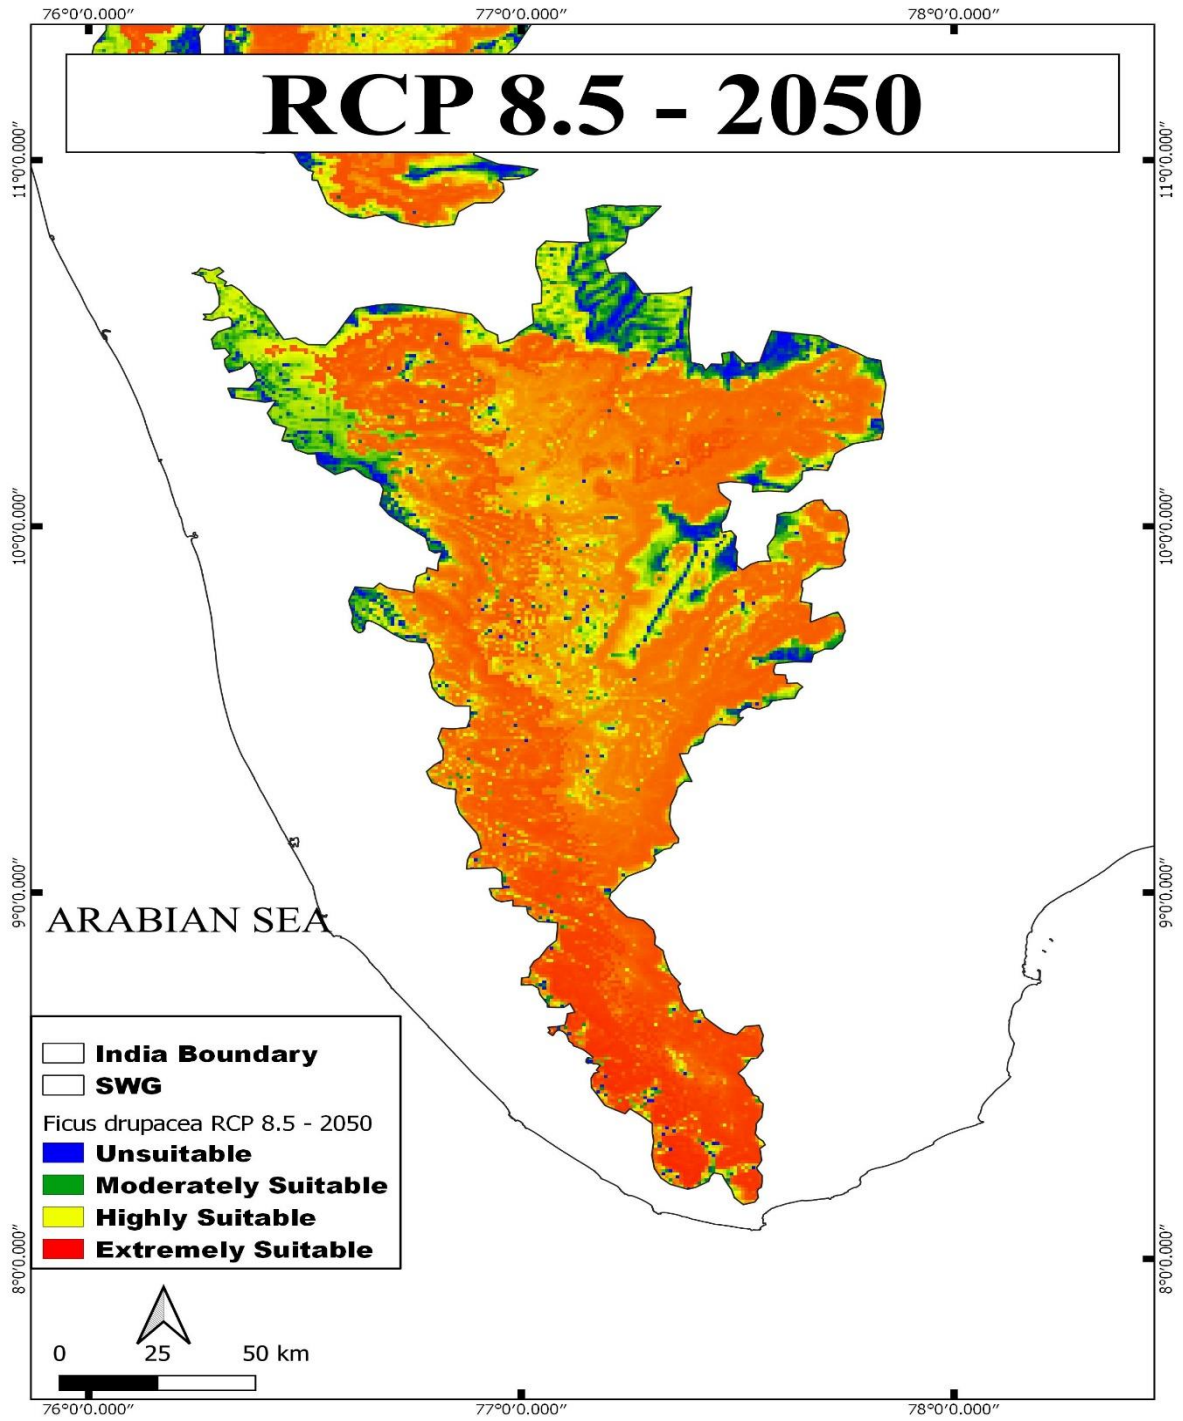 76°0'0.000″ 77°0'0.000″ 78°0'0.000″
RCP 8.5 - 2050
11°0'0.000″ 11°0'0.000″
10°0'0.000″ 10°0'0.000″
9°0'0.000″ 9°0'0.000″
ARABIAN SEA
India Boundary
SWG
Ficus drupacea RCP 8.5 - 2050
Unsuitable
Moderately Suitable
Highly Suitable
Extremely Suitable
8°0'0.000″ 8°0'0.000″
0 25 50 km
76°0'0.000″ 77°0'0.000″ 78°0'0.000″